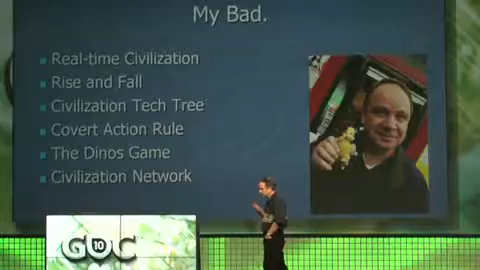 My Bad.
Real-time Civilization
Rise and Fall
Civilization Tech Tree
Covert Action Rule
The Dinos Game
Civilization Network
GDC 10